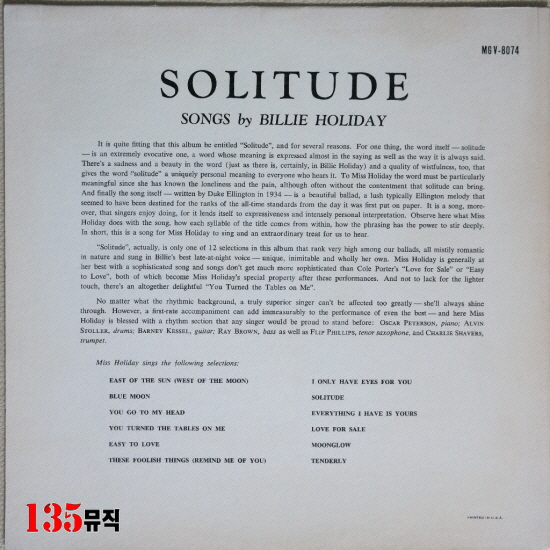 MGV-8074
SOLITUDE
SONGS by BILLIE HOLIDAY
It is quite fitting that this album be entitled "Solitude", and for several reasons. For one thing, the word itself — solitude
— is an extremely evocative one, a word whose meaning is expressed almost in the saying as well as the way it is always said.
There's a sadness and a beauty in the word (just as there is, certainly, in Billie Holiday) and a quality of wistfulness, too, that
gives the word "solitude" a uniquely personal meaning to everyone who hears it. To Miss Holiday the word must be particularly
meaningful since she has known the loneliness and the pain, although often without the contentment that solitude can bring.
And finally the song itself — written by Duke Ellington in 1934 — is a beautiful ballad, a lush typically Ellington melody that
seemed to have been destined for the ranks of the all-time standards from the day it was first put on paper. It is a song, more-
over, that singers enjoy doing, for it lends itself to expressiveness and intensely personal interpretation. Observe here what Miss
Holiday does with the song, how each syllable of the title comes from within, how the phrasing has the power to stir deeply.
In short, this is a song for Miss Holiday to sing and an extraordinary treat for us to hear.
"Solitude", actually, is only one of 12 selections in this album that rank very high among our ballads, all mistily romantic
in nature and sung in Billie's best late-at-night voice — unique, inimitable and wholly her own. Miss Holiday is generally at
her best with a sophisticated song and songs don't get much more sophisticated than Cole Porter's "Love for Sale" or "Easy
to Love", both of which become Miss Holiday's special property after these performances. And not to lack for the lighter
touch, there's an altogether delightful "You Turned the Tables on Me".
No matter what the rhythmic background, a truly superior singer can't be affected too greatly — she'll always shine
through. However, a first-rate accompaniment can add immeasurably to the performance of even the best — and here Miss
Holiday is blessed with a rhythm section that any singer would be proud to stand before: OSCAR PETERSON, piano; ALVIN
STOLLER, drums; BARNEY KESSEL, guitar; RAY BROWN, bass as well as FLIP PHILLIPS, tenor saxophone, and CHARLIE SHAVERS,
trumpet.
Miss Holiday sings the following selections:
EAST OF THE SUN (WEST OF THE MOON)
BLUE MOON
YOU GO TO MY HEAD
YOU TURNED THE TABLES ON ME
EASY TO LOVE
THESE FOOLISH THINGS (REMIND ME OF YOU)
I ONLY HAVE EYES FOR YOU
SOLITUDE
EVERYTHING I HAVE IS YOURS
LOVE FOR SALE
MOONGLOW
TENDERLY
PRINTED IN U.S.A.
135뮤직